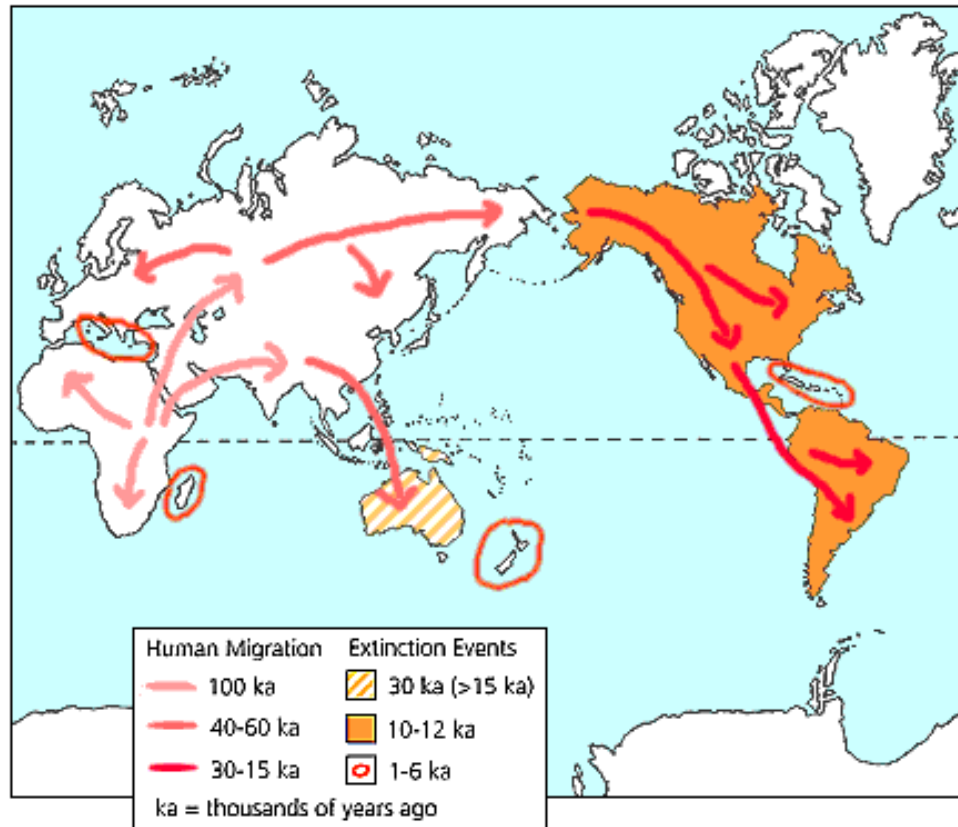 Human Migration
100 ka
40-60 ka
30-15 ka
ka = thousands of years ago
Extinction Events
30 ka (>15 ka)
10-12 ka
1-6 ka